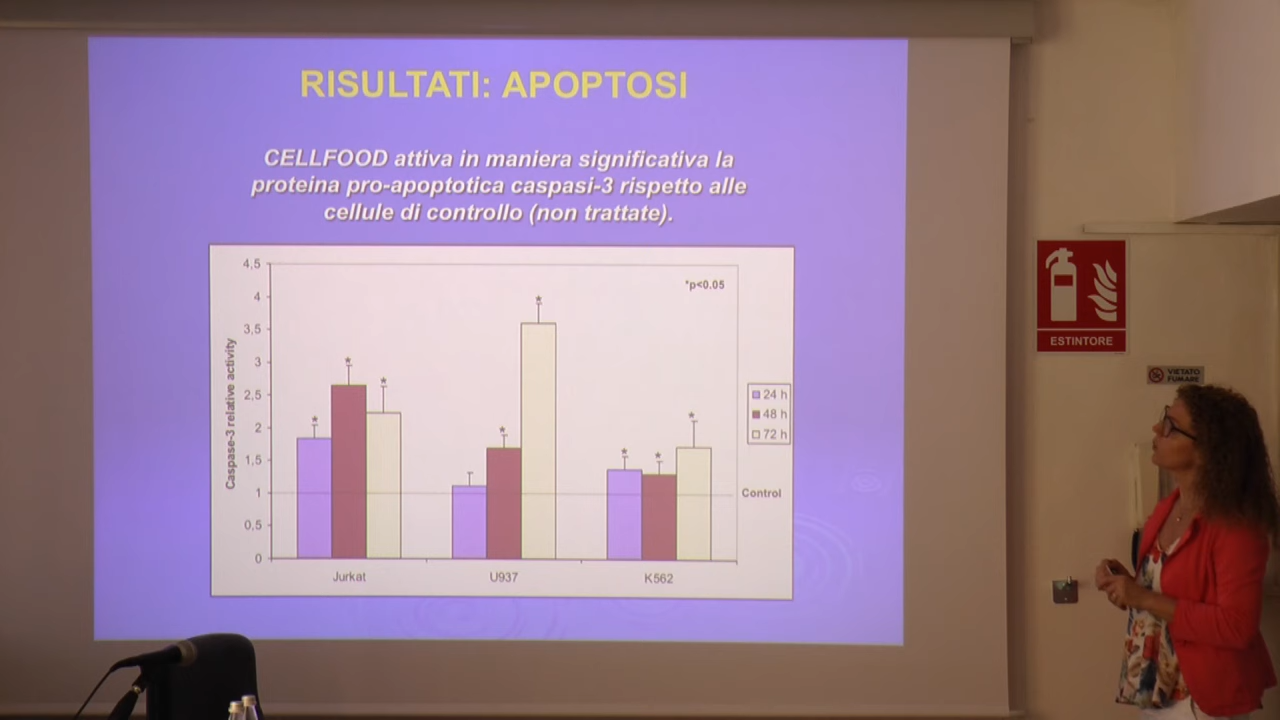 RISULTATI: APOPTOSI
CELLFOOD attiva in maniera significativa la
proteina pro-apoptotica caspasi-3 rispetto alle
cellule di controllo (non trattate).
4,5
4
3,5
3
2,5
2
1,5
1
0,5
0
Caspase-3 relative activity
*p<0.05
*
*
*
*
*
*
*
*
24 h
48 h
72 h
Control
Jurkat
U937
K562
ESTINTORE
VIETATO
FUMARE